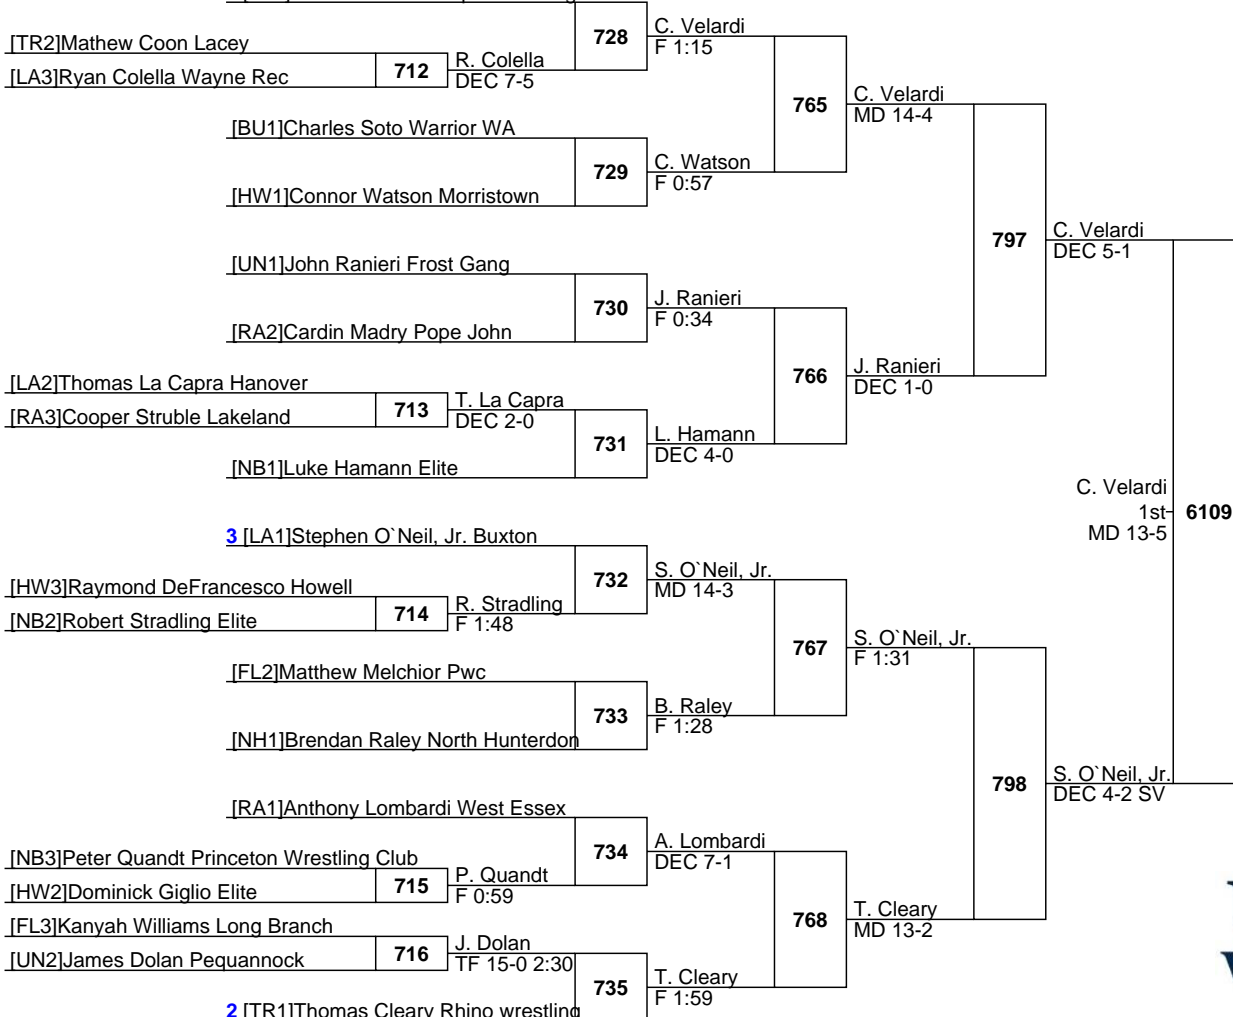 728
C. Velardi
F 1:15
[TR2]Mathew Coon Lacey
[LA3]Ryan Colella Wayne Rec
712
R. Colella
DEC 7-5
765
C. Velardi
MD 14-4
[BU1]Charles Soto Warrior WA
729
C. Watson
F 0:57
[HW1]Connor Watson Morristown
797
C. Velardi
DEC 5-1
[UN1]John Ranieri Frost Gang
730
J. Ranieri
F 0:34
[RA2]Cardin Madry Pope John
766
J. Ranieri
DEC 1-0
[LA2]Thomas La Capra Hanover
[RA3]Cooper Struble Lakeland
713
T. La Capra
DEC 2-0
731
L. Hamann
DEC 4-0
[NB1]Luke Hamann Elite
C. Velardi
1st
MD 13-5
6109
3 [LA1]Stephen O`Neil, Jr. Buxton
732
S. O`Neil, Jr.
MD 14-3
[HW3]Raymond DeFrancesco Howell
[NB2]Robert Stradling Elite
714
R. Stradling
F 1:48
767
S. O`Neil, Jr.
F 1:31
[FL2]Matthew Melchior Pwc
733
B. Raley
F 1:28
[NH1]Brendan Raley North Hunterdon
798
S. O`Neil, Jr.
DEC 4-2 SV
[RA1]Anthony Lombardi West Essex
734
A. Lombardi
DEC 7-1
[NB3]Peter Quandt Princeton Wrestling Club
[HW2]Dominick Giglio Elite
715
P. Quandt
F 0:59
768
T. Cleary
MD 13-2
[FL3]Kanyah Williams Long Branch
[UN2]James Dolan Pequannock
716
J. Dolan
TF 15-0 2:30
735
T. Cleary
F 1:59
2 [TR1]Thomas Cleary Rhino wrestling